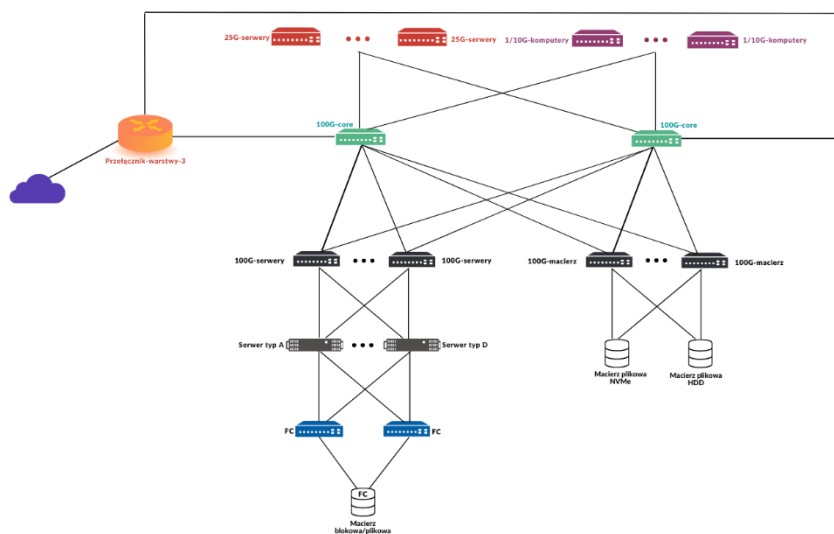 25G-serwery
25G-serwery
1/10G-komputery
1/10G-komputery
100G-core
100G-core
Przełącznik-warstwy-3
100G-serwery
100G-serwery
100G-macierz
100G-macierz
Serwer typ A
Serwer typ D
Macierz plikowa
NVMe
Macierz plikowa
HDD
FC
FC
FC
Macierz
blokowa/plikowa